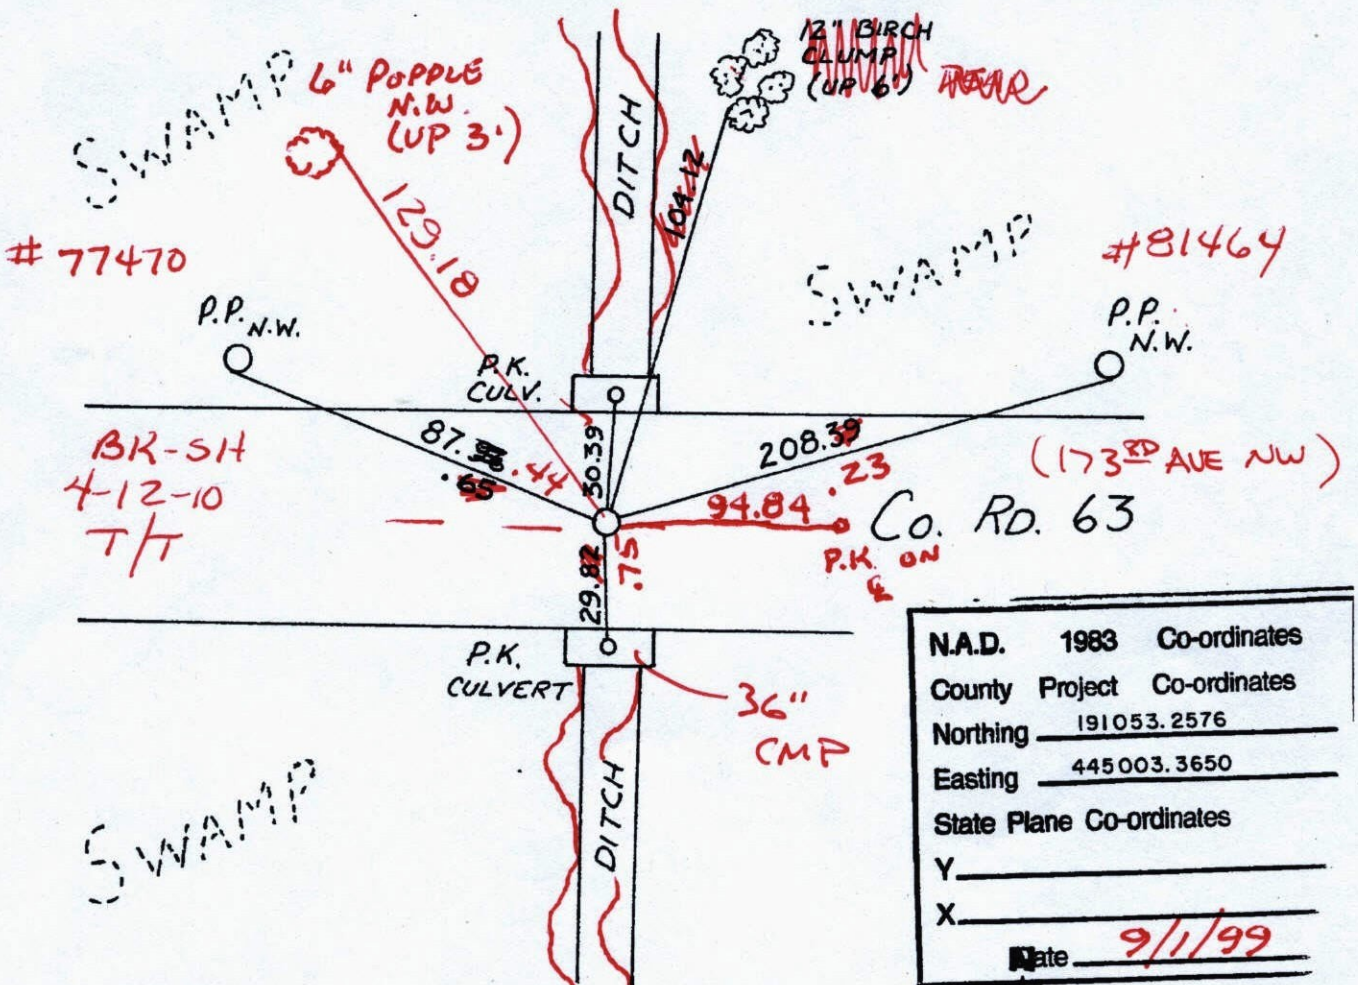 SWAMP
6" POPPLE
N.W.
(UP 3')
129.18
DITCH
12" BIRCH
CLUMP
(UP 6')
104.12
SWAMP
# 77470
#81464
P.P. N.W.
P.P.
N.W.
P.K.
CULV.
87.
.65 .44
30.39
208.39
.23
BK-SH
4-12-10
T/T
(173RD AVE NW)
94.84
Co. RD. 63
P.K. ON
℄
29.82
.75
P.K.
CULVERT
36"
CMP
DITCH
SWAMP
N.A.D. 1983 Co-ordinates
County Project Co-ordinates
Northing 191053.2576
Easting 445003.3650
State Plane Co-ordinates
Y
X
Date 9/1/99